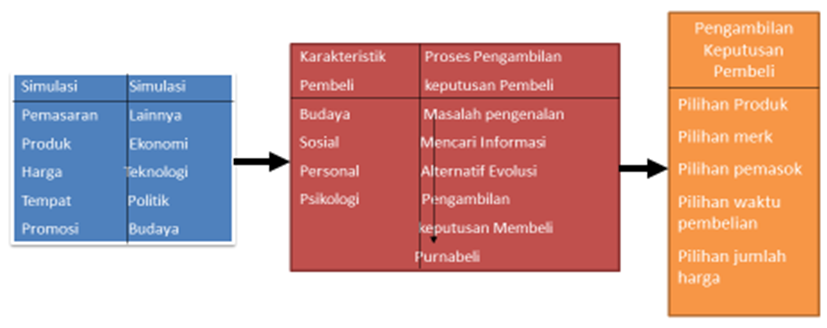 Simulasi Simulasi
Pemasaran Lainnya
Produk Ekonomi
Harga Teknologi
Tempat Politik
Promosi Budaya
Karakteristik Proses Pengambilan
Pembeli keputusan Pembeli
Budaya Masalah pengenalan
Sosial Mencari Informasi
Personal Alternatif Evolusi
Psikologi Pengambilan
keputusan Membeli
Purnabeli
Pengambilan
Keputusan
Pembeli
Pilihan Produk
Pilihan merk
Pilihan pemasok
Pilihan waktu
pembelian
Pilihan jumlah
harga